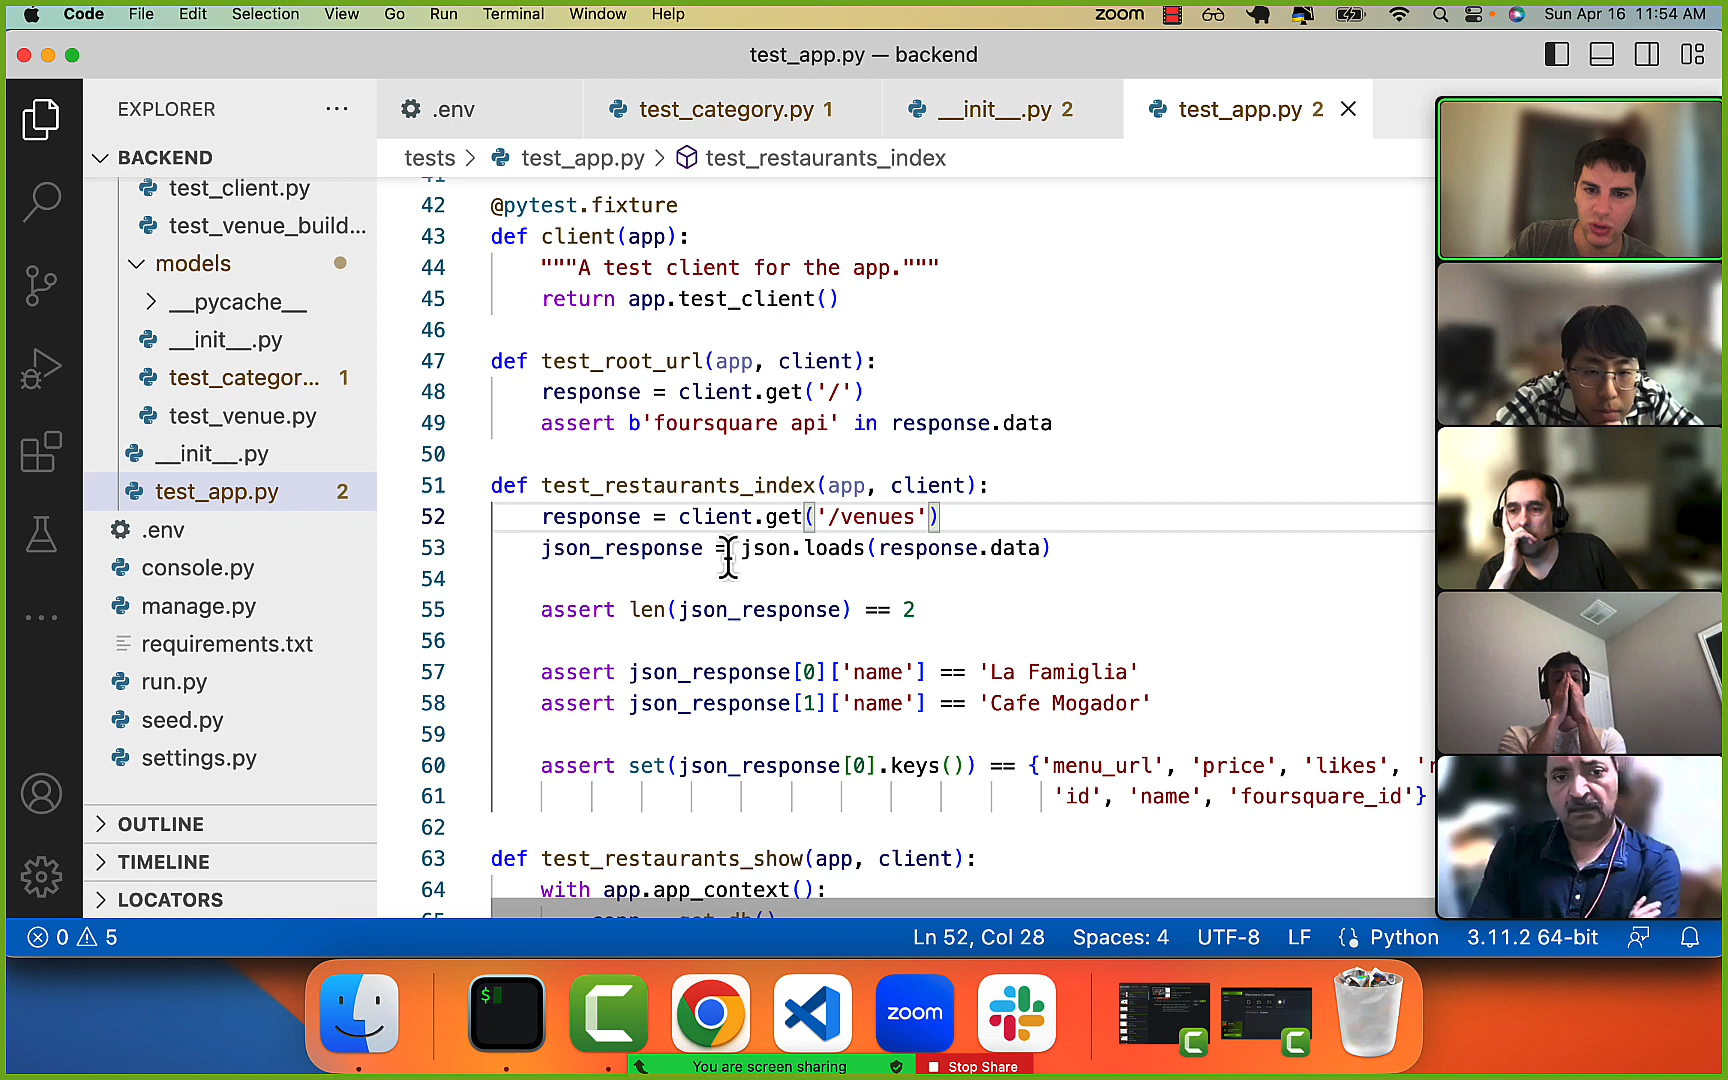 Code File Edit Selection View Go Run Terminal Window Help zoom Sun Apr 16 11:54 AM
test_app.py — backend
EXPLORER ...
.env test_category.py 1 __init__.py 2 test_app.py 2
BACKEND
tests > test_app.py > test_restaurants_index
test_client.py
test_venue_build...
models
__pycache__
__init__.py
test_categor... 1
test_venue.py
__init__.py
test_app.py 2
.env
console.py
manage.py
requirements.txt
run.py
seed.py
settings.py
OUTLINE
TIMELINE
LOCATORS
41
42 @pytest.fixture
43 def client(app):
44 """A test client for the app."""
45 return app.test_client()
46
47 def test_root_url(app, client):
48 response = client.get('/')
49 assert b'foursquare api' in response.data
50
51 def test_restaurants_index(app, client):
52 response = client.get('/venues')
53 json_response = json.loads(response.data)
54
55 assert len(json_response) == 2
56
57 assert json_response[0]['name'] == 'La Famiglia'
58 assert json_response[1]['name'] == 'Cafe Mogador'
59
60 assert set(json_response[0].keys()) == {'menu_url', 'price', 'likes', 'r
61 'id', 'name', 'foursquare_id'}
62
63 def test_restaurants_show(app, client):
64 with app.app_context():
0 5 Ln 52, Col 28 Spaces: 4 UTF-8 LF Python 3.11.2 64-bit
$
zoom
You are screen sharing Stop Share